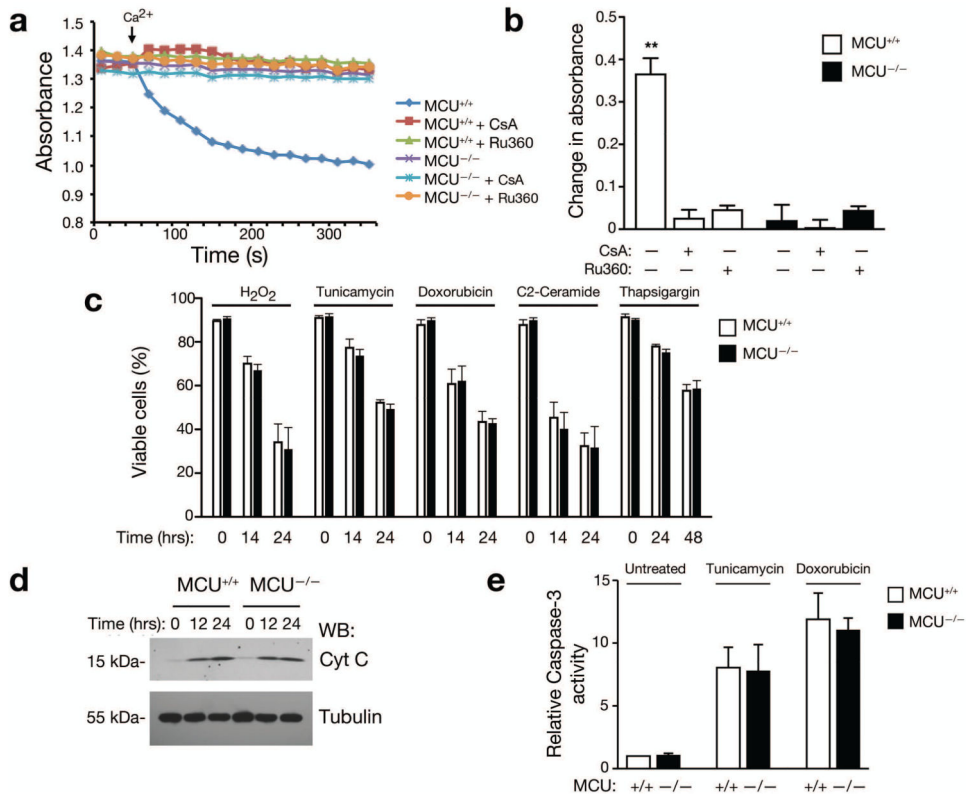 a
Ca²⁺
Absorbance
1.5
1.4
1.3
1.2
1.1
1.0
0.9
0.8
0 100 200 300
Time (s)
MCU⁺/⁺
MCU⁺/⁺ + CsA
MCU⁺/⁺ + Ru360
MCU⁻/⁻
MCU⁻/⁻ + CsA
MCU⁻/⁻ + Ru360
b
Change in absorbance
0.4
0.3
0.2
0.1
0
**
MCU⁺/⁺
MCU⁻/⁻
CsA: – + – – + –
Ru360: – – + – – +
c
H₂O₂ Tunicamycin Doxorubicin C2-Ceramide Thapsigargin
Viable cells (%)
100
80
60
40
20
0
MCU⁺/⁺
MCU⁻/⁻
Time (hrs): 0 14 24 0 14 24 0 14 24 0 14 24 0 24 48
d
MCU⁺/⁺ MCU⁻/⁻
Time (hrs): 0 12 24 0 12 24 WB:
15 kDa- Cyt C
55 kDa- Tubulin
e
Untreated Tunicamycin Doxorubicin
Relative Caspase-3
activity
15
10
5
0
MCU⁺/⁺
MCU⁻/⁻
MCU: +/+ –/– +/+ –/– +/+ –/–